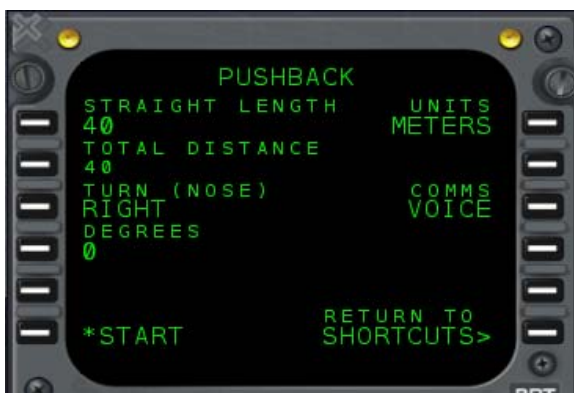 PUSHBACK
STRAIGHT LENGTH UNITS
40 METERS
TOTAL DISTANCE
40
TURN (NOSE) COMMS
RIGHT VOICE
DEGREES
0
RETURN TO
*START SHORTCUTS>
BRT